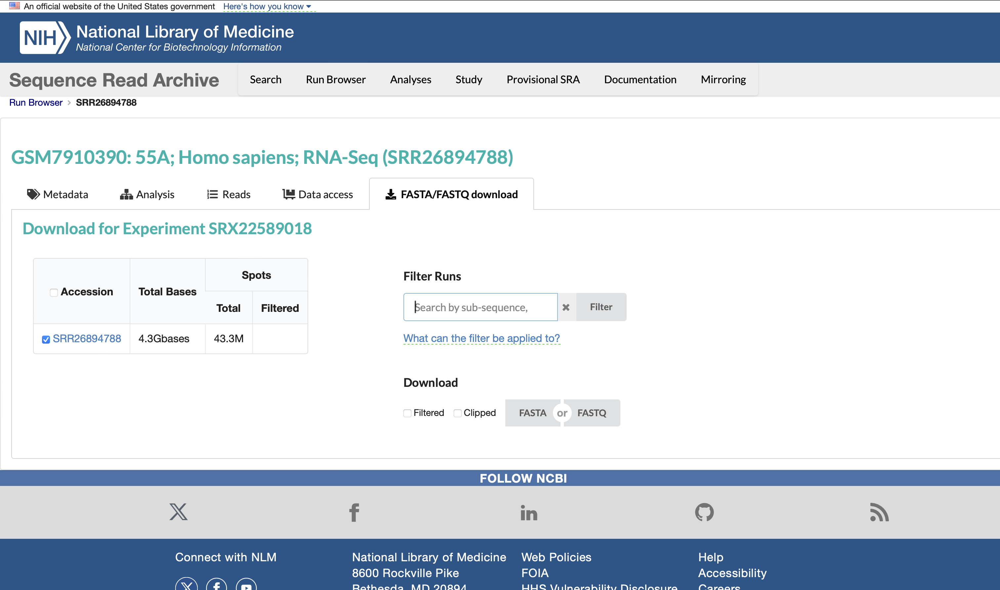 An official website of the United States government Here's how you know
NIH National Library of Medicine
National Center for Biotechnology Information
Sequence Read Archive Search Run Browser Analyses Study Provisional SRA Documentation Mirroring
Run Browser > SRR26894788
GSM7910390: 55A; Homo sapiens; RNA-Seq (SRR26894788)
Metadata Analysis Reads Data access FASTA/FASTQ download
Download for Experiment SRX22589018
Accession Total Bases Spots
Total Filtered
SRR26894788 4.3Gbases 43.3M
Filter Runs
Search by sub-sequence, Filter
What can the filter be applied to?
Download
Filtered Clipped FASTA or FASTQ
FOLLOW NCBI
Connect with NLM
National Library of Medicine
8600 Rockville Pike
Bethesda, MD 20894
Web Policies
FOIA
HHS Vulnerability Disclosure
Help
Accessibility
Careers